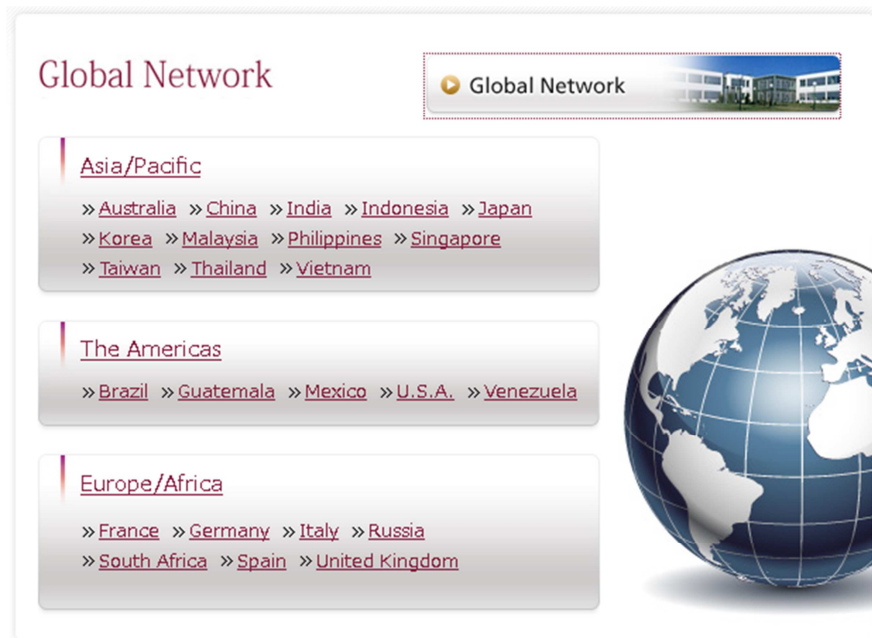 Global Network
Global Network
Asia/Pacific
» Australia » China » India » Indonesia » Japan
» Korea » Malaysia » Philippines » Singapore
» Taiwan » Thailand » Vietnam
The Americas
» Brazil » Guatemala » Mexico » U.S.A. » Venezuela
Europe/Africa
» France » Germany » Italy » Russia
» South Africa » Spain » United Kingdom